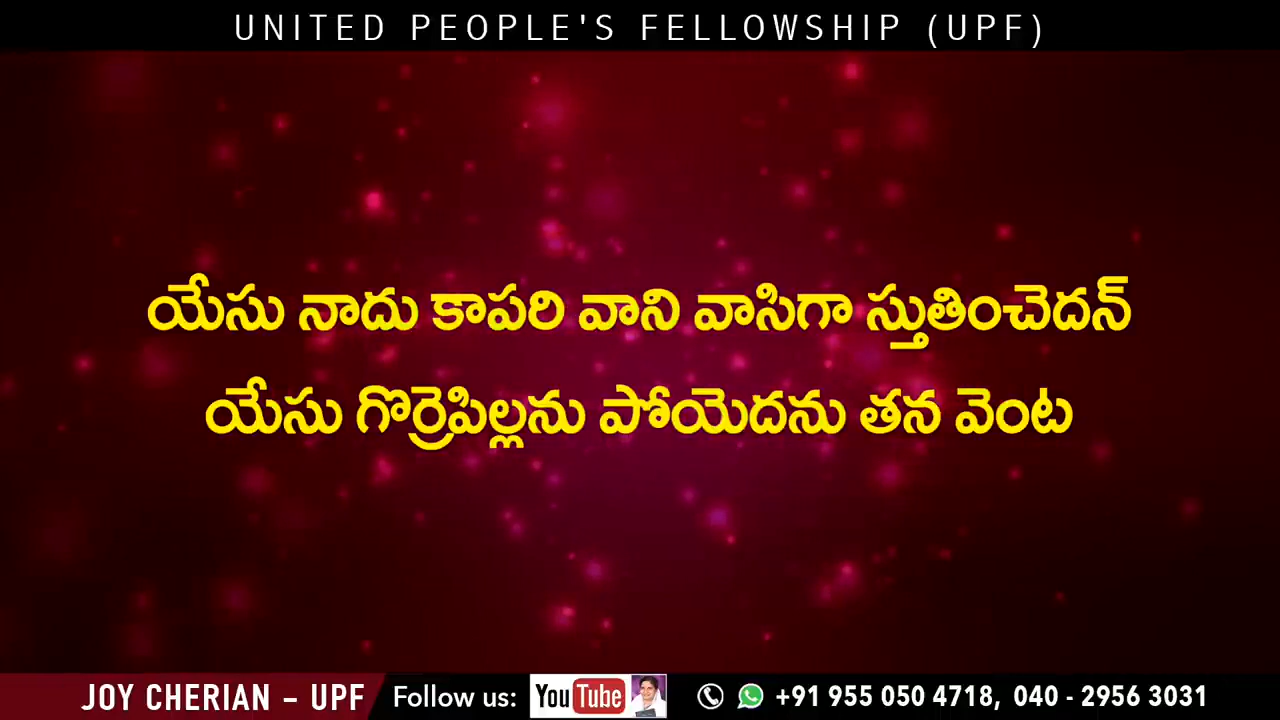 UNITED PEOPLE'S FELLOWSHIP (UPF)
యేసు నాదు కాపరి వాని వాసిగా స్తుతించెదన్
యేసు గొర్రెపిల్లను పోయెదను తన వెంట
JOY CHERIAN – UPF Follow us: YouTube +91 955 050 4718, 040 - 2956 3031